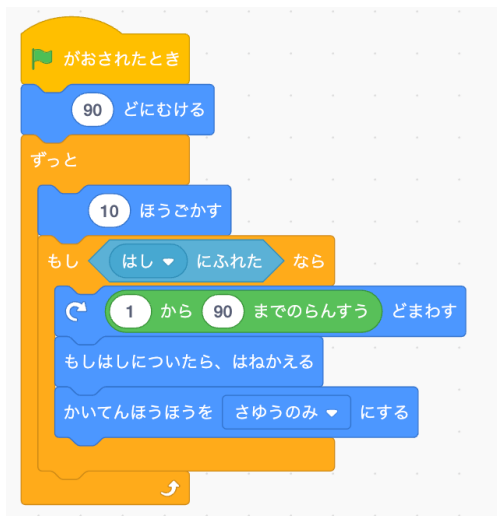 がおされたとき
90 どにむける
ずっと
10 ほうごかす
もし はし にふれた なら
1 から 90 までのらんすう どまわす
もしはしについたら、はねかえる
かいてんほうほうを さゆうのみ にする